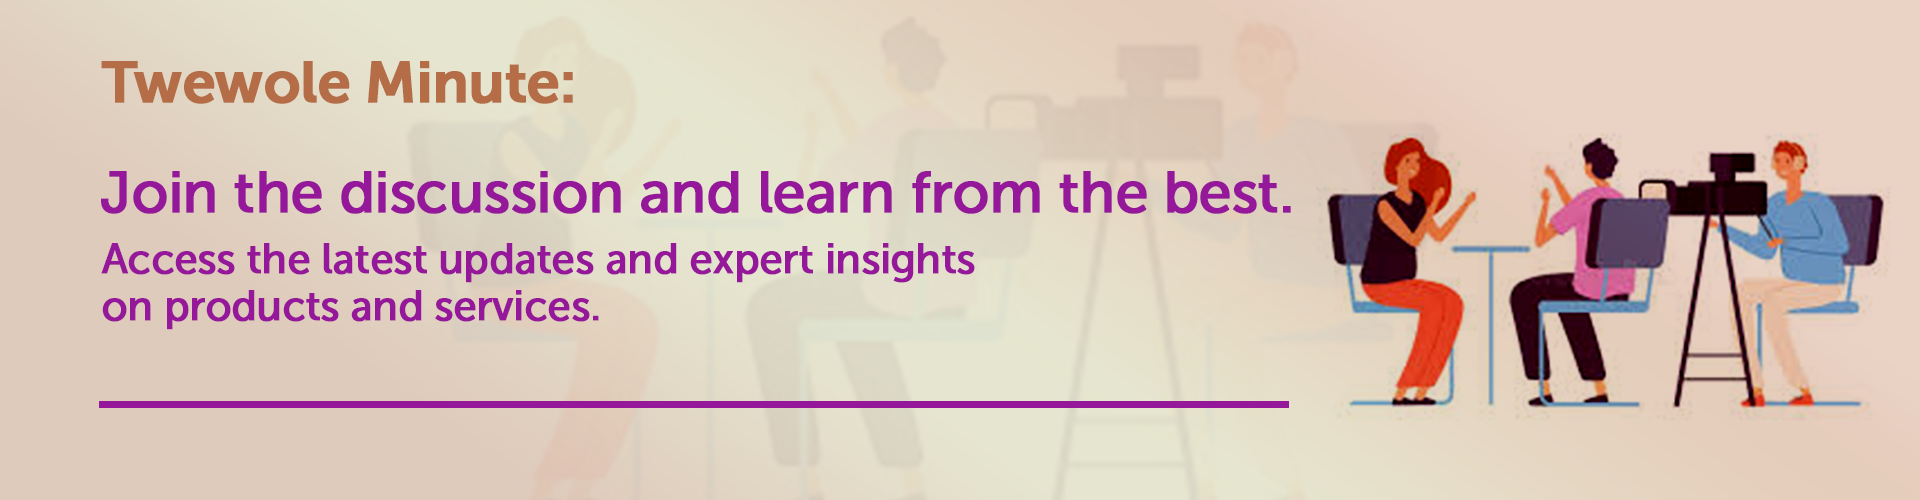 Twewole Minute:
Join the discussion and learn from the best.
Access the latest updates and expert insights
on products and services.